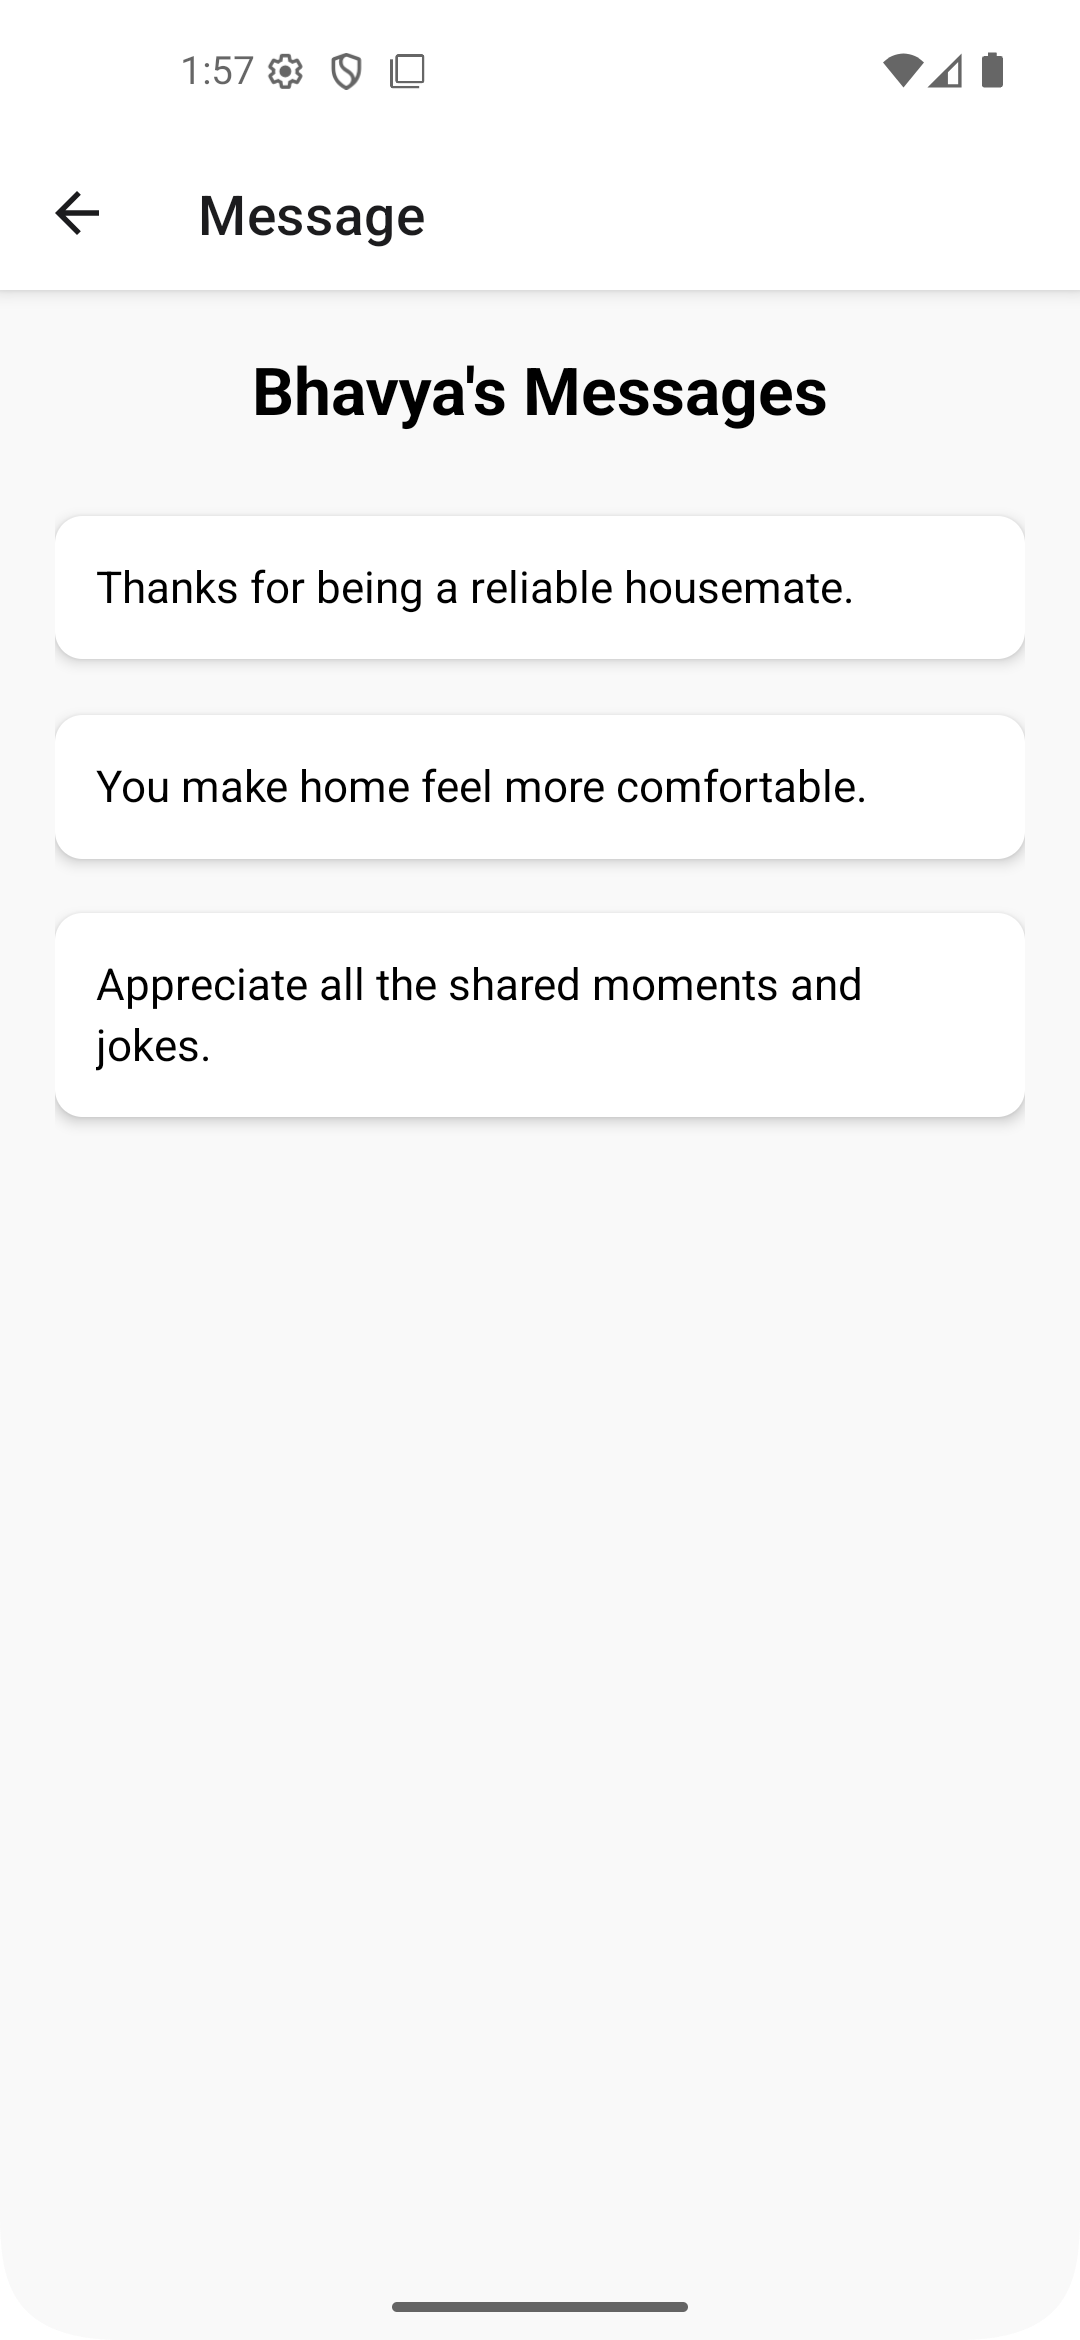 1:57
Message
Bhavya's Messages
Thanks for being a reliable housemate.
You make home feel more comfortable.
Appreciate all the shared moments and
jokes.